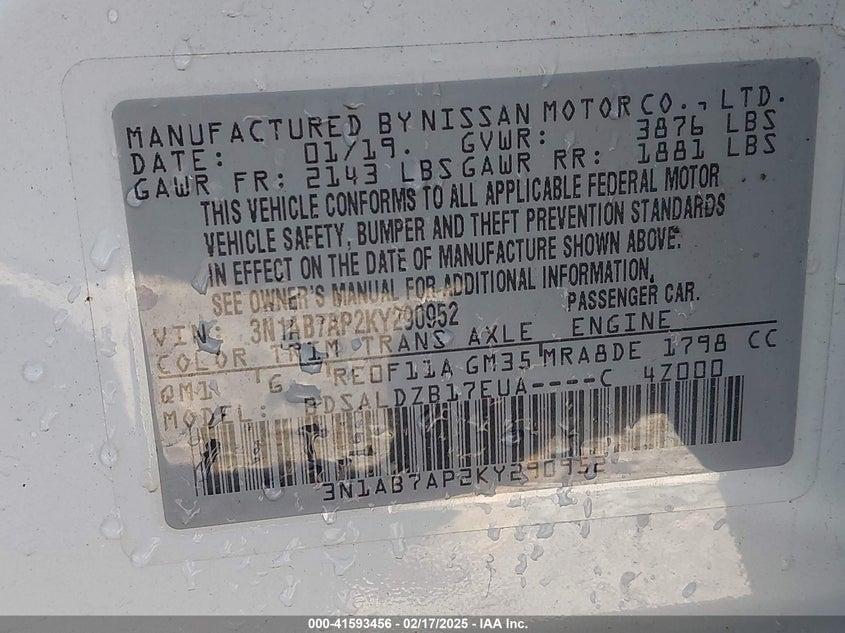 MANUFACTURED BY NISSAN MOTOR CO., LTD.
DATE: 01/19. GVWR: 3876 LBS
GAWR FR: 2143 LBS GAWR RR: 1881 LBS
THIS VEHICLE CONFORMS TO ALL APPLICABLE FEDERAL MOTOR
VEHICLE SAFETY, BUMPER AND THEFT PREVENTION STANDARDS
IN EFFECT ON THE DATE OF MANUFACTURE SHOWN ABOVE.
SEE OWNER'S MANUAL FOR ADDITIONAL INFORMATION.
VIN: 3N1AB7AP2KY290952 PASSENGER CAR.
COLOR TRIM TRANS AXLE ENGINE
QM1 G RE0F11A GM35 MRA8DE 1798 CC
MODEL: BDSALDZB17EUA----C 4Z000
3N1AB7AP2KY290952
000-41593456 - 02/17/2025 - IAA Inc.